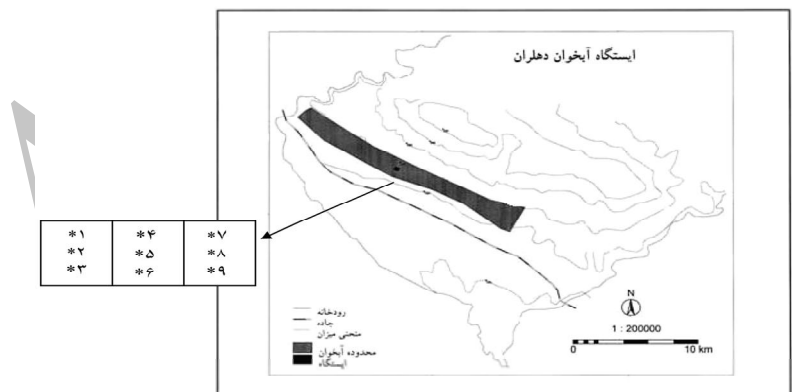 ایستگاه آبخوان دهلران
*۱ *۴ *۷
*۲ *۵ *۸
*۳ *۶ *۹
رودخانه
جاده
منحنی میزان
محدوده آبخوان
ایستگاه
N
1 : 200000
0 10 km